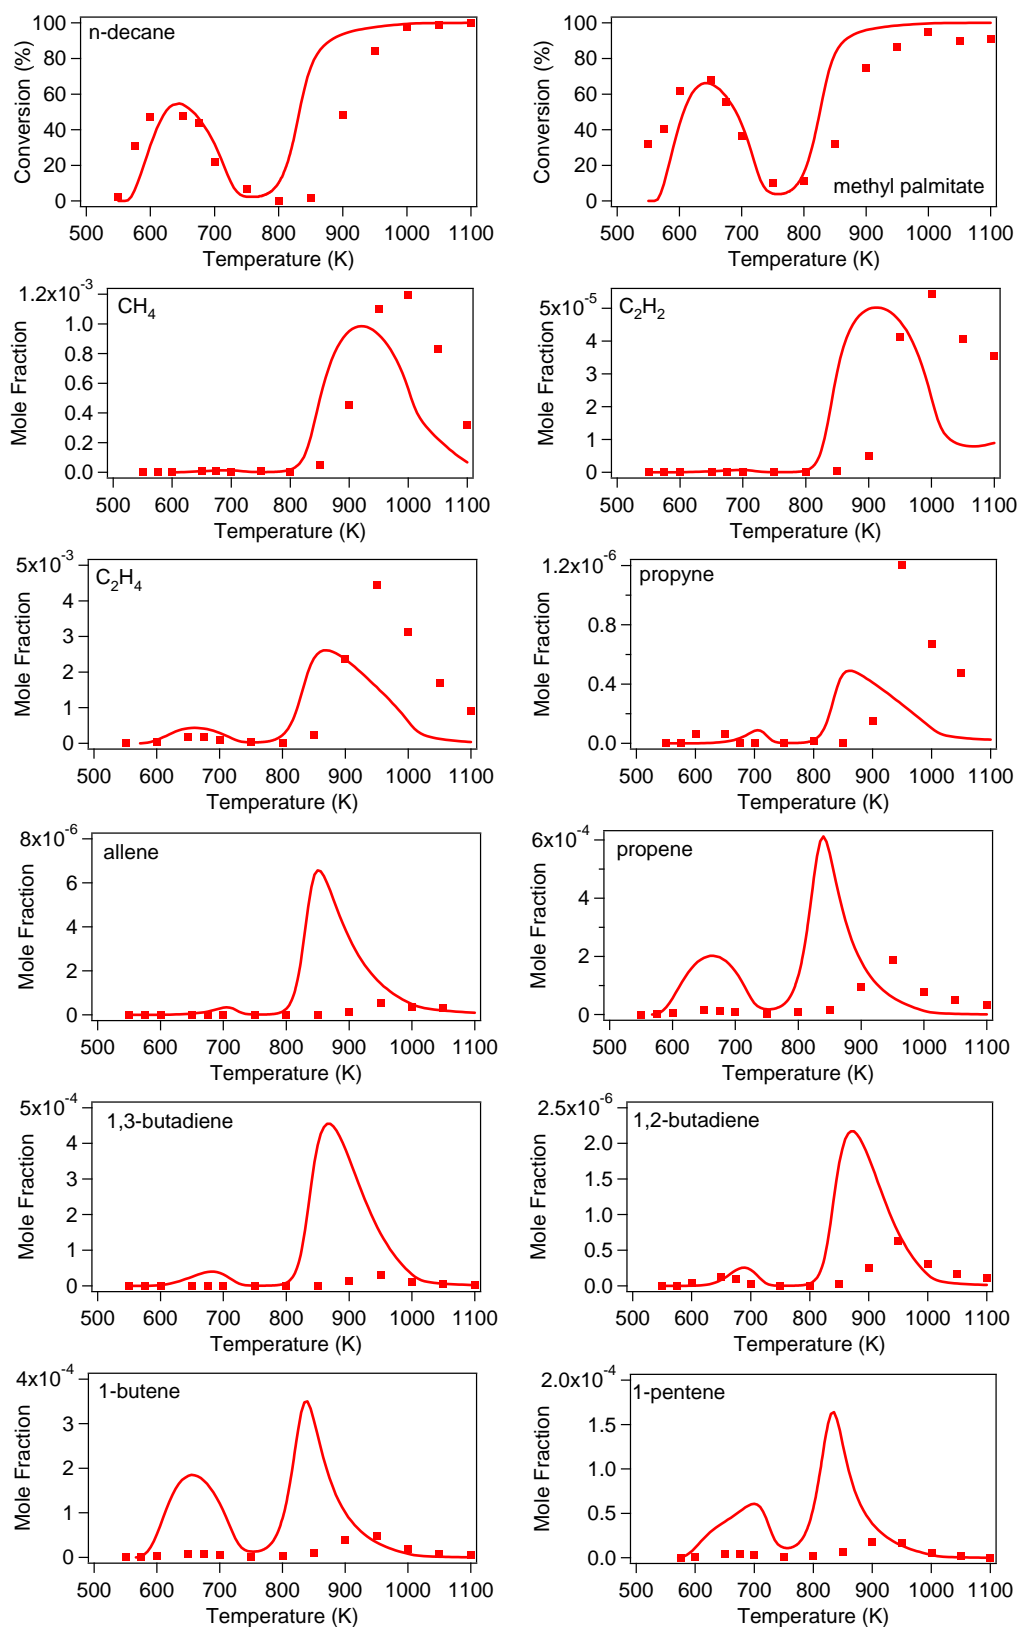 n-decane
Conversion (%)
100
80
60
40
20
0
500 600 700 800 900 1000 1100
Temperature (K)
methyl palmitate
Conversion (%)
100
80
60
40
20
0
500 600 700 800 900 1000 1100
Temperature (K)
CH4
Mole Fraction
1.2x10-3
1.0
0.8
0.6
0.4
0.2
0.0
500 600 700 800 900 1000 1100
Temperature (K)
C2H2
Mole Fraction
5x10-5
4
3
2
1
0
500 600 700 800 900 1000 1100
Temperature (K)
C2H4
Mole Fraction
5x10-3
4
3
2
1
0
500 600 700 800 900 1000 1100
Temperature (K)
propyne
Mole Fraction
1.2x10-6
0.8
0.4
0.0
500 600 700 800 900 1000 1100
Temperature (K)
allene
Mole Fraction
8x10-6
6
4
2
0
500 600 700 800 900 1000 1100
Temperature (K)
propene
Mole Fraction
6x10-4
4
2
0
500 600 700 800 900 1000 1100
Temperature (K)
1,3-butadiene
Mole Fraction
5x10-4
4
3
2
1
0
500 600 700 800 900 1000 1100
Temperature (K)
1,2-butadiene
Mole Fraction
2.5x10-6
2.0
1.5
1.0
0.5
0.0
500 600 700 800 900 1000 1100
Temperature (K)
1-butene
Mole Fraction
4x10-4
3
2
1
0
500 600 700 800 900 1000 1100
Temperature (K)
1-pentene
Mole Fraction
2.0x10-4
1.5
1.0
0.5
0.0
500 600 700 800 900 1000 1100
Temperature (K)